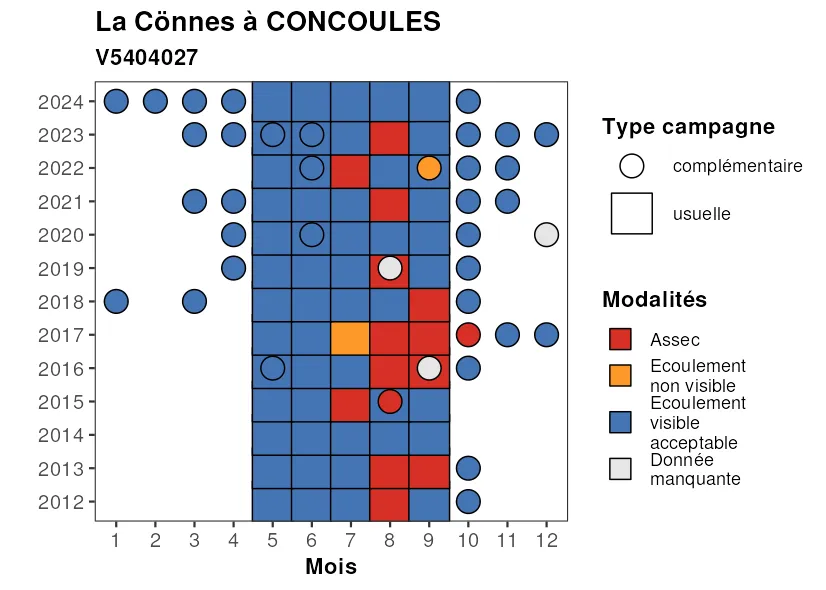 La Cönnes à CONCOULES
V5404027
2024
2023
2022
2021
2020
2019
2018
2017
2016
2015
2014
2013
2012
1 2 3 4 5 6 7 8 9 10 11 12
Mois
Type campagne
complémentaire
usuelle
Modalités
Assec
Ecoulement
non visible
Ecoulement
visible
acceptable
Donnée
manquante